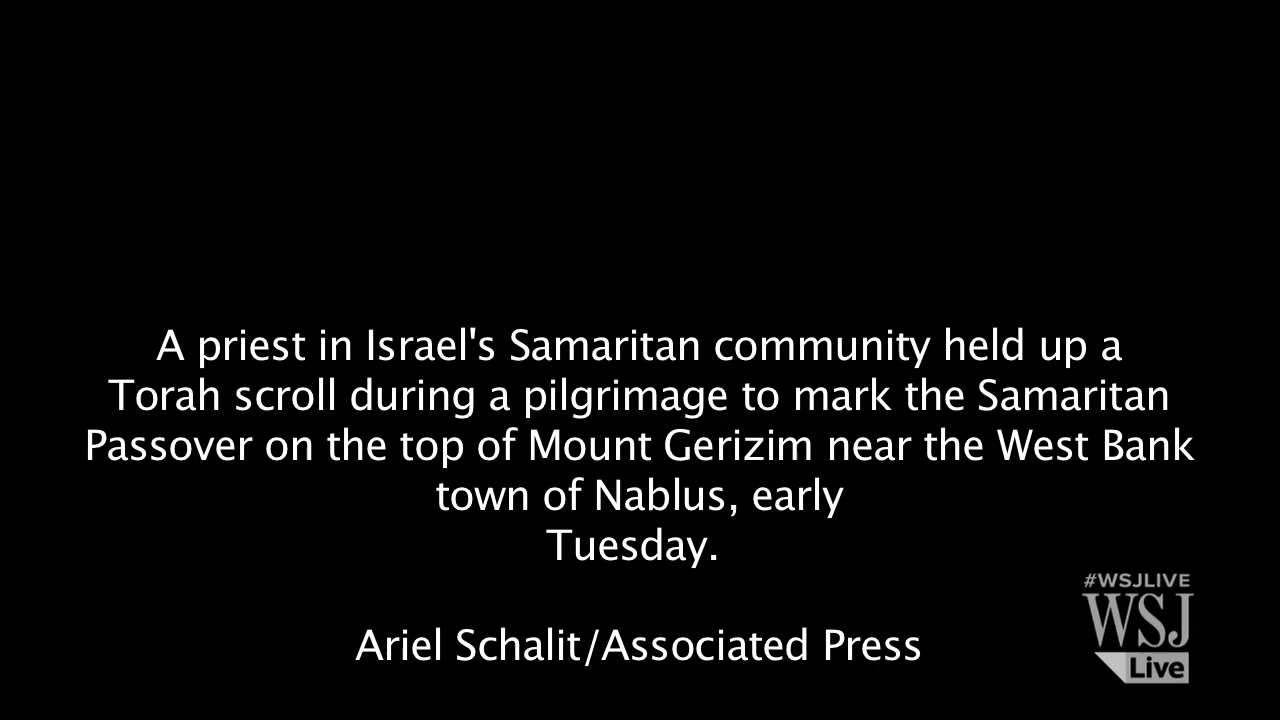 A priest in Israel's Samaritan community held up a
Torah scroll during a pilgrimage to mark the Samaritan
Passover on the top of Mount Gerizim near the West Bank
town of Nablus, early
Tuesday.
Ariel Schalit/Associated Press
#WSJLIVE
WSJ
Live